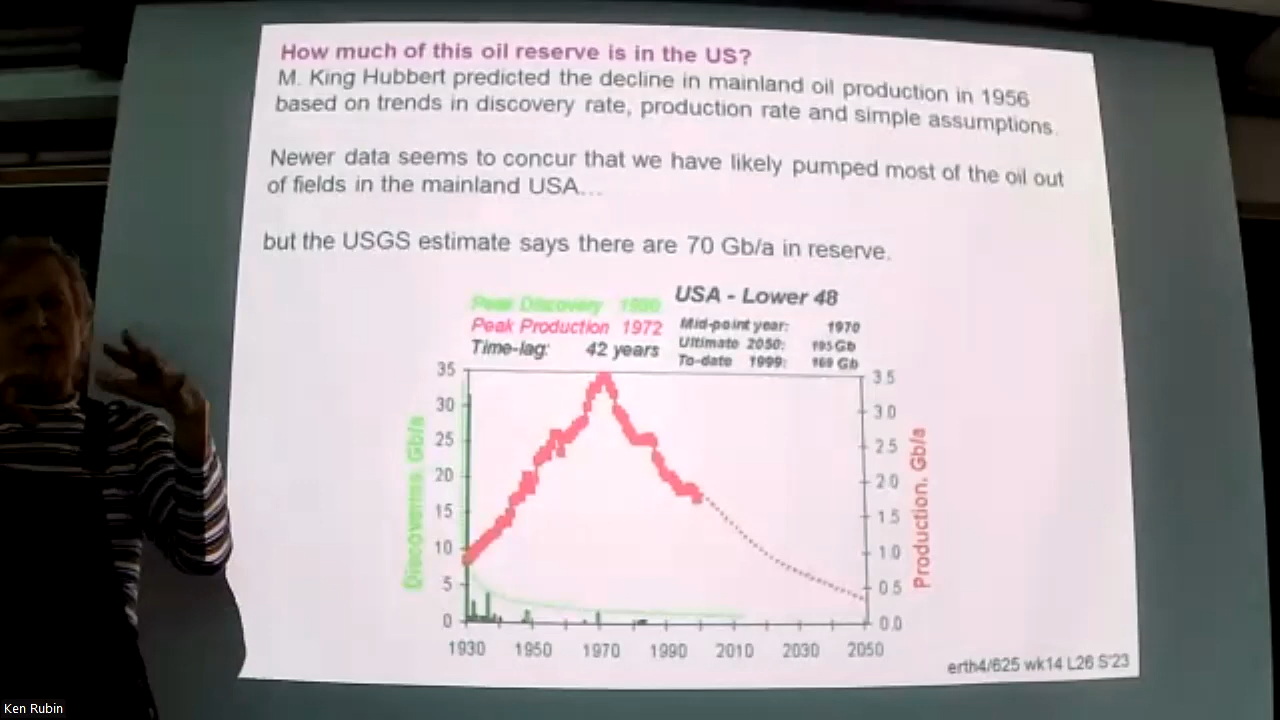 How much of this oil reserve is in the US?
M. King Hubbert predicted the decline in mainland oil production in 1956
based on trends in discovery rate, production rate and simple assumptions.
Newer data seems to concur that we have likely pumped most of the oil out
of fields in the mainland USA...
but the USGS estimate says there are 70 Gb/a in reserve.
Peak Discovery
USA - Lower 48
Peak Production 1972
Time-lag: 42 years
Mid-point year: 1970
Ultimate 2050: 195 Gb
To-date 1999: 169 Gb
Discoveries, Gb/a
35
30
25
20
15
10
5
0
3.5
3.0
2.5
2.0
1.5
1.0
0.5
0.0
Production, Gb/a
1930 1950 1970 1990 2010 2030 2050
erth4/625 wk14 L26 S'23
Ken Rubin